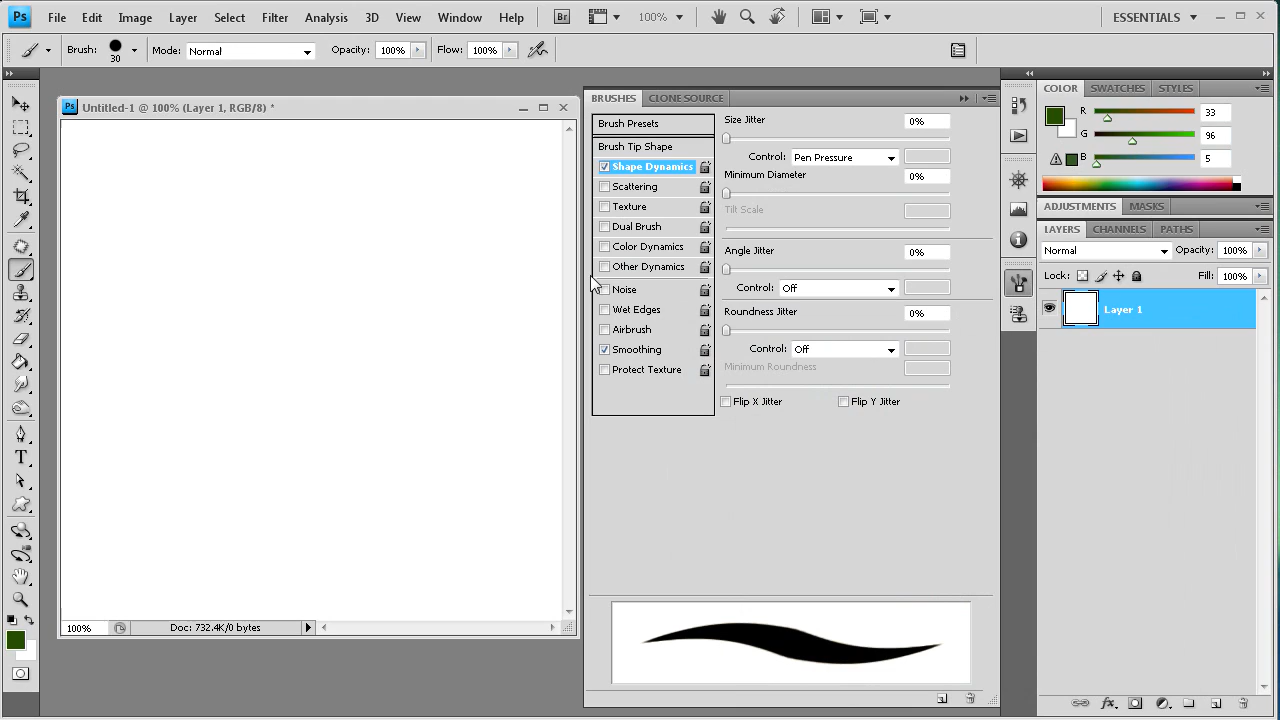 Ps File Edit Image Layer Select Filter Analysis 3D View Window Help Br 100% ESSENTIALS
Brush: 30 Mode: Normal Opacity: 100% Flow: 100%
Ps Untitled-1 @ 100% (Layer 1, RGB/8) *
100% Doc: 732.4K/0 bytes
BRUSHES CLONE SOURCE
Brush Presets
Brush Tip Shape
Shape Dynamics
Scattering
Texture
Dual Brush
Color Dynamics
Other Dynamics
Noise
Wet Edges
Airbrush
Smoothing
Protect Texture
Size Jitter 0%
Control: Pen Pressure
Minimum Diameter 0%
Tilt Scale
Angle Jitter 0%
Control: Off
Roundness Jitter 0%
Control: Off
Minimum Roundness
Flip X Jitter Flip Y Jitter
COLOR SWATCHES STYLES
R 33
G 96
B 5
ADJUSTMENTS MASKS
LAYERS CHANNELS PATHS
Normal Opacity: 100%
Lock: Fill: 100%
Layer 1